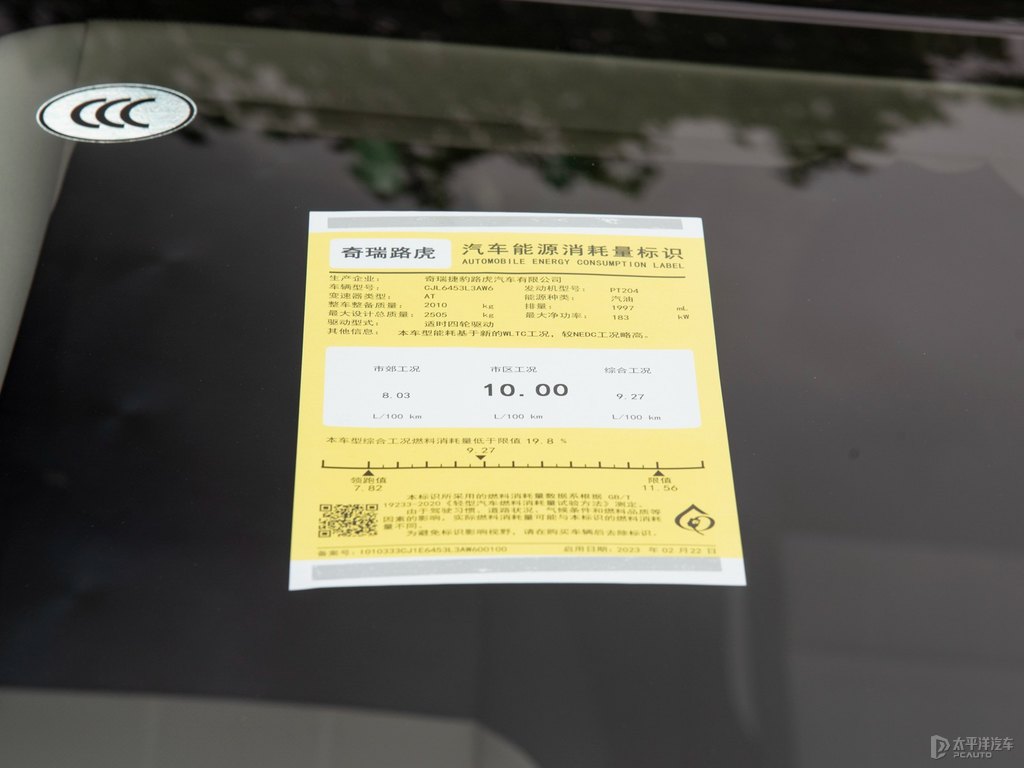 CCC
奇瑞路虎
汽车能源消耗量标识
AUTOMOBILE ENERGY CONSUMPTION LABEL
生产企业: 奇瑞捷豹路虎汽车有限公司
车辆型号: CJL6453L3AW6 发动机型号: PT204
变速器类型: AT 能源种类: 汽油
整车整备质量: 2010 kg 排量: 1997 mL
最大设计总质量: 2505 kg 最大净功率: 183 kW
驱动型式: 适时四轮驱动
其他信息: 本车型能耗基于新的WLTC工况，较NEDC工况略高。
市郊工况 市区工况 综合工况
8.03 10.00 9.27
L/100 km L/100 km L/100 km
本车型综合工况燃料消耗量低于限值 19.8 %
9.27
领跑值 限值
7.82 11.56
本标识所采用的燃料消耗量数据系根据 GB/T
19233-2020《轻型汽车燃料消耗量试验方法》测定。
由于驾驶习惯、道路状况、气候条件和燃料品质等
因素的影响，实际燃料消耗量可能与本标识的燃料消耗
量不同。
为避免标识影响视野，请在购买车辆后去除标识。
备案号: 1010333CJ1E6453L3AW600100 启用日期: 2023 年 02 月 22 日
太平洋汽车
PCAUTO